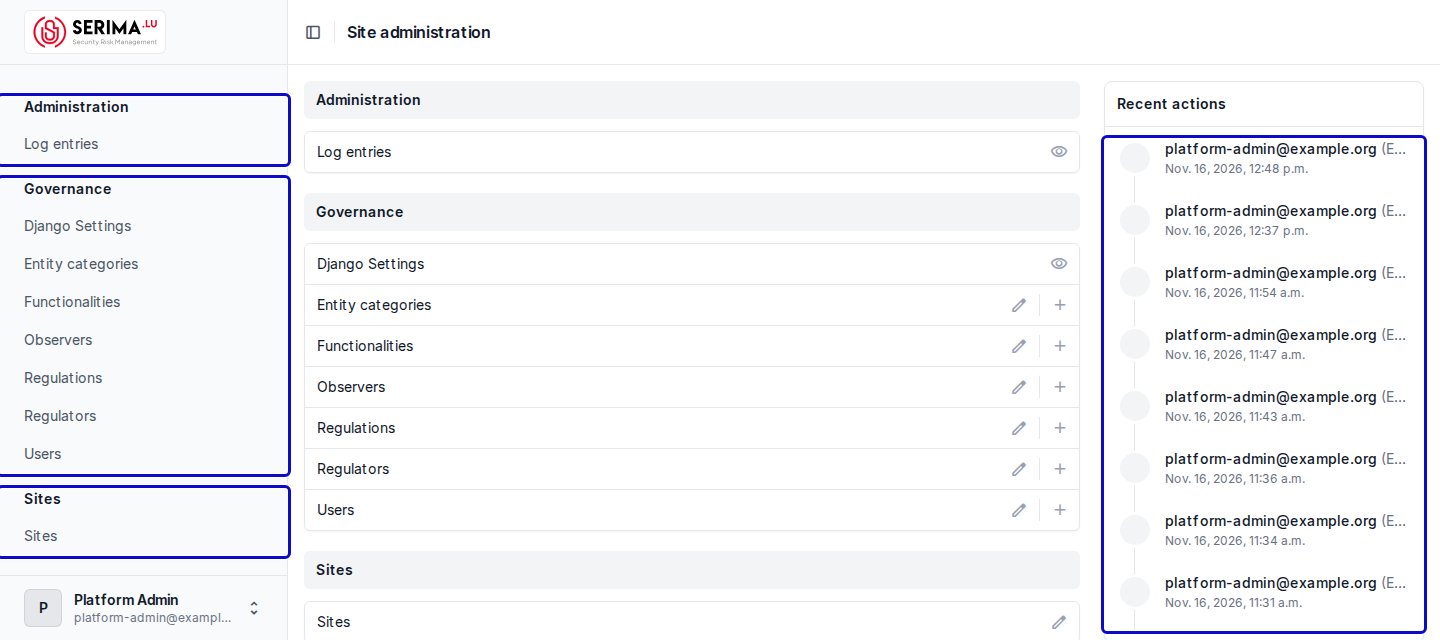 SERIMA.LU
Security Risk Management
Administration
Log entries
Governance
Django Settings
Entity categories
Functionalities
Observers
Regulations
Regulators
Users
Sites
Sites
P
Platform Admin
platform-admin@exampl...
Site administration
Administration
Log entries
Governance
Django Settings
Entity categories
Functionalities
Observers
Regulations
Regulators
Users
Sites
Sites
Recent actions
platform-admin@example.org (E...
Nov. 16, 2026, 12:48 p.m.
platform-admin@example.org (E...
Nov. 16, 2026, 12:37 p.m.
platform-admin@example.org (E...
Nov. 16, 2026, 11:54 a.m.
platform-admin@example.org (E...
Nov. 16, 2026, 11:47 a.m.
platform-admin@example.org (E...
Nov. 16, 2026, 11:43 a.m.
platform-admin@example.org (E...
Nov. 16, 2026, 11:36 a.m.
platform-admin@example.org (E...
Nov. 16, 2026, 11:34 a.m.
platform-admin@example.org (E...
Nov. 16, 2026, 11:31 a.m.